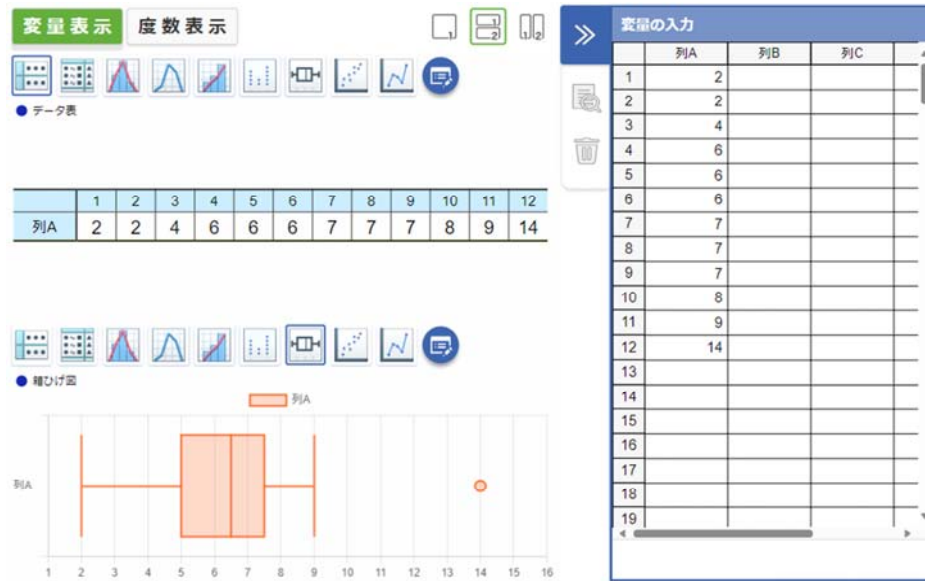 変量表示 度数表示 1 1 2 1 2
● データ表
1 2 3 4 5 6 7 8 9 10 11 12
列A 2 2 4 6 6 6 7 7 7 8 9 14
● 箱ひげ図
列A
列A
1 2 3 4 5 6 7 8 9 10 11 12 13 14 15 16
変量の入力
列A 列B 列C
1 2
2 2
3 4
4 6
5 6
6 6
7 7
8 7
9 7
10 8
11 9
12 14
13
14
15
16
17
18
19